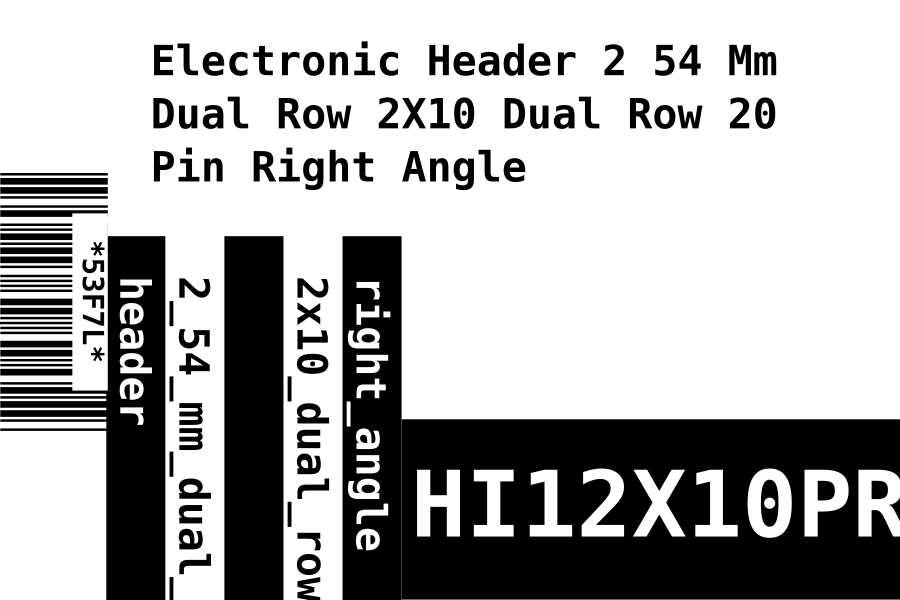 Electronic Header 2 54 Mm
Dual Row 2X10 Dual Row 20
Pin Right Angle
*53F7L*
header
2_54_mm_dual_
2x10_dual_row
right_angle
HI12X10PR